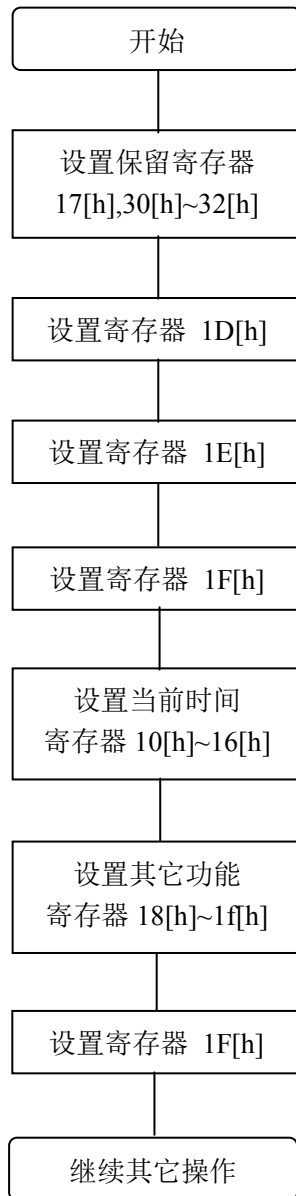 开始
设置保留寄存器
17[h],30[h]~32[h]
设置寄存器 1D[h]
设置寄存器 1E[h]
设置寄存器 1F[h]
设置当前时间
寄存器 10[h]~16[h]
设置其它功能
寄存器 18[h]~1f[h]
设置寄存器 1F[h]
继续其它操作